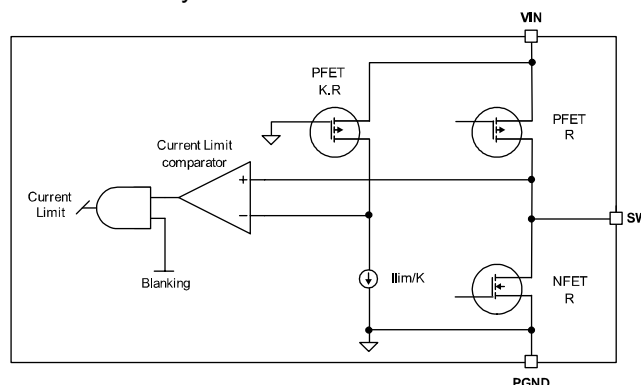 VIN
PFET
K.R
PFET
R
Current Limit
comparator
+
−
Current
Limit
SW
Blanking
Ilim/K
NFET
R
PGND